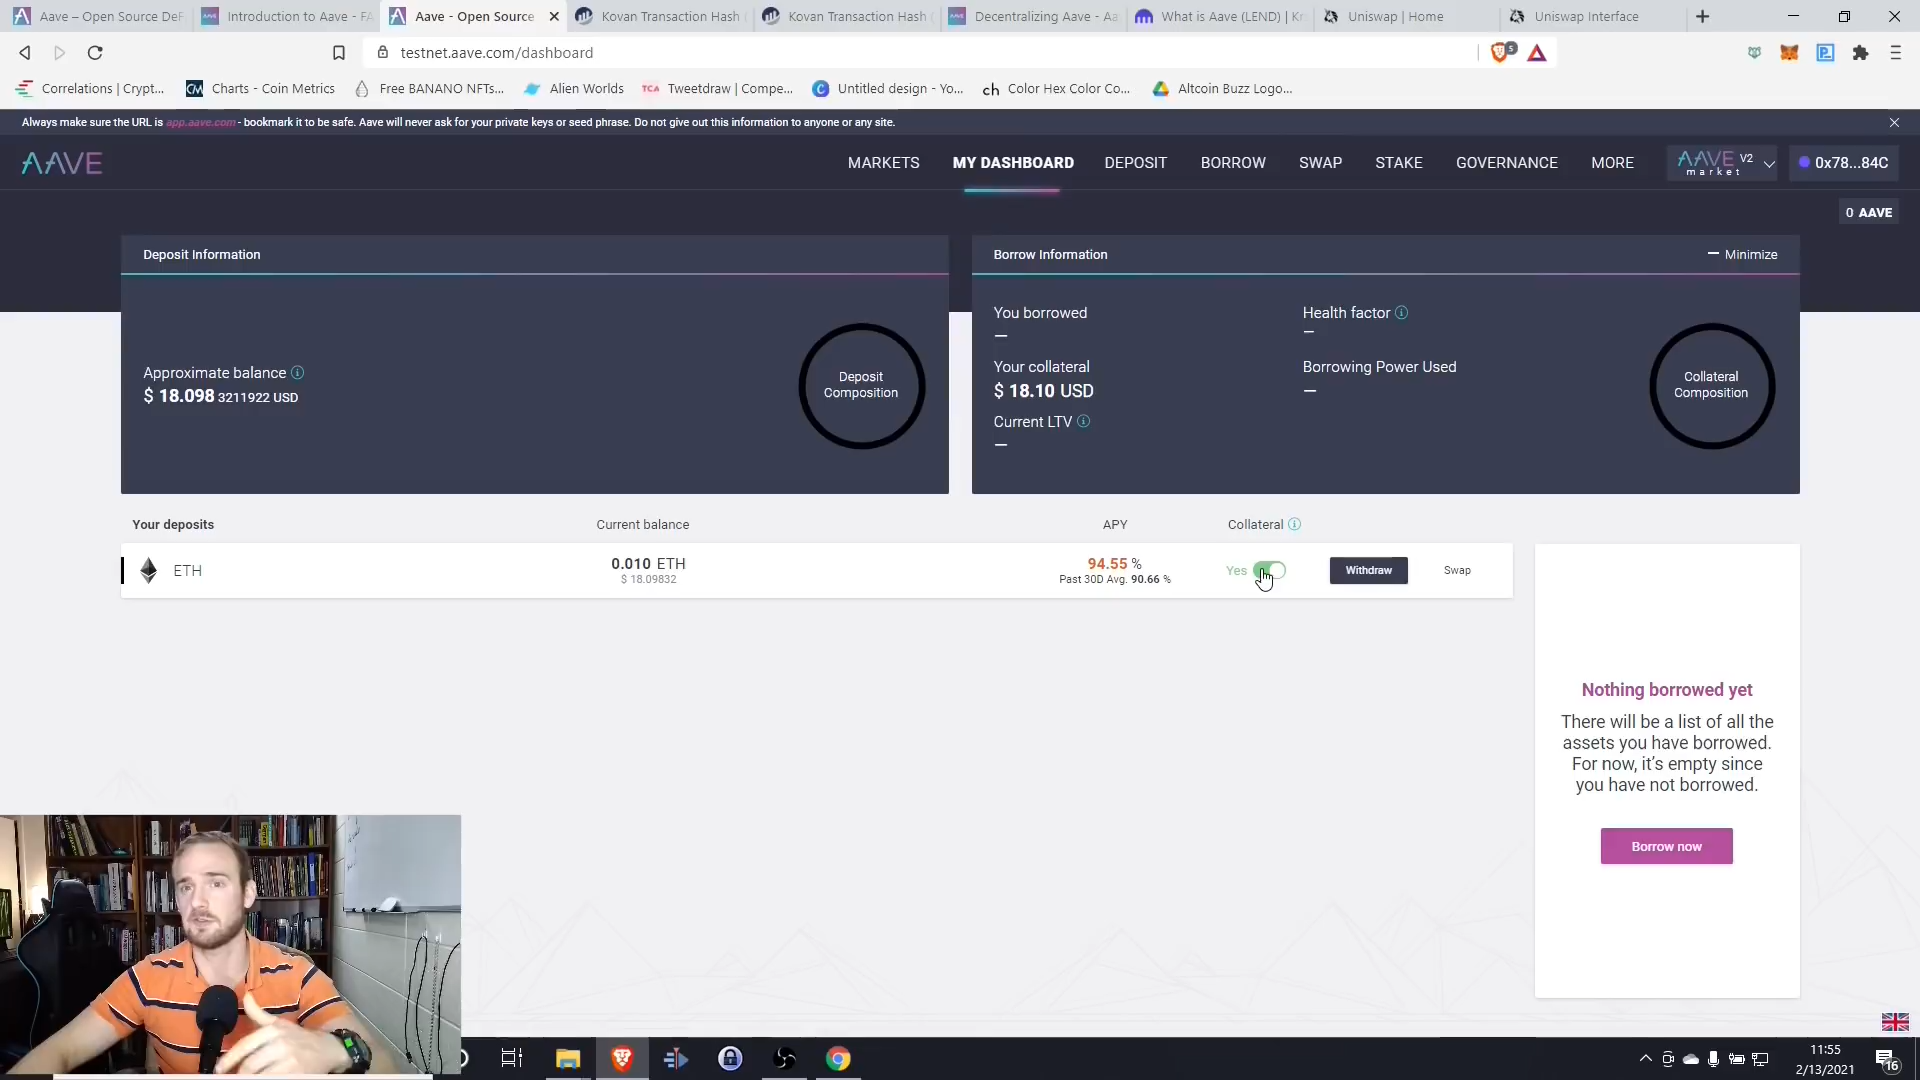 Aave – Open Source DeF
Introduction to Aave - FA
Aave - Open Source
Kovan Transaction Hash
Kovan Transaction Hash
Decentralizing Aave - Aa
What is Aave (LEND) | Kr
Uniswap | Home
Uniswap Interface
testnet.aave.com/dashboard
5
Correlations | Crypt...
Charts - Coin Metrics
Free BANANO NFTs...
Alien Worlds
TCA
Tweetdraw | Compe...
Untitled design - Yo...
ch
Color Hex Color Co...
Altcoin Buzz Logo...
Always make sure the URL is app.aave.com - bookmark it to be safe. Aave will never ask for your private keys or seed phrase. Do not give out this information to anyone or any site.
AAVE
MARKETS
MY DASHBOARD
DEPOSIT
BORROW
SWAP
STAKE
GOVERNANCE
MORE
AAVE V2
market
0x78...84C
0 AAVE
Deposit Information
Approximate balance
$ 18.098 3211922 USD
Deposit
Composition
Borrow Information
Minimize
You borrowed
—
Health factor
—
Your collateral
$ 18.10 USD
Borrowing Power Used
—
Current LTV
—
Collateral
Composition
Your deposits
Current balance
APY
Collateral
ETH
0.010 ETH
$ 18.09832
94.55 %
Past 30D Avg. 90.66 %
Yes
Withdraw
Swap
Nothing borrowed yet
There will be a list of all the
assets you have borrowed.
For now, it's empty since
you have not borrowed.
Borrow now
11:55
2/13/2021
16